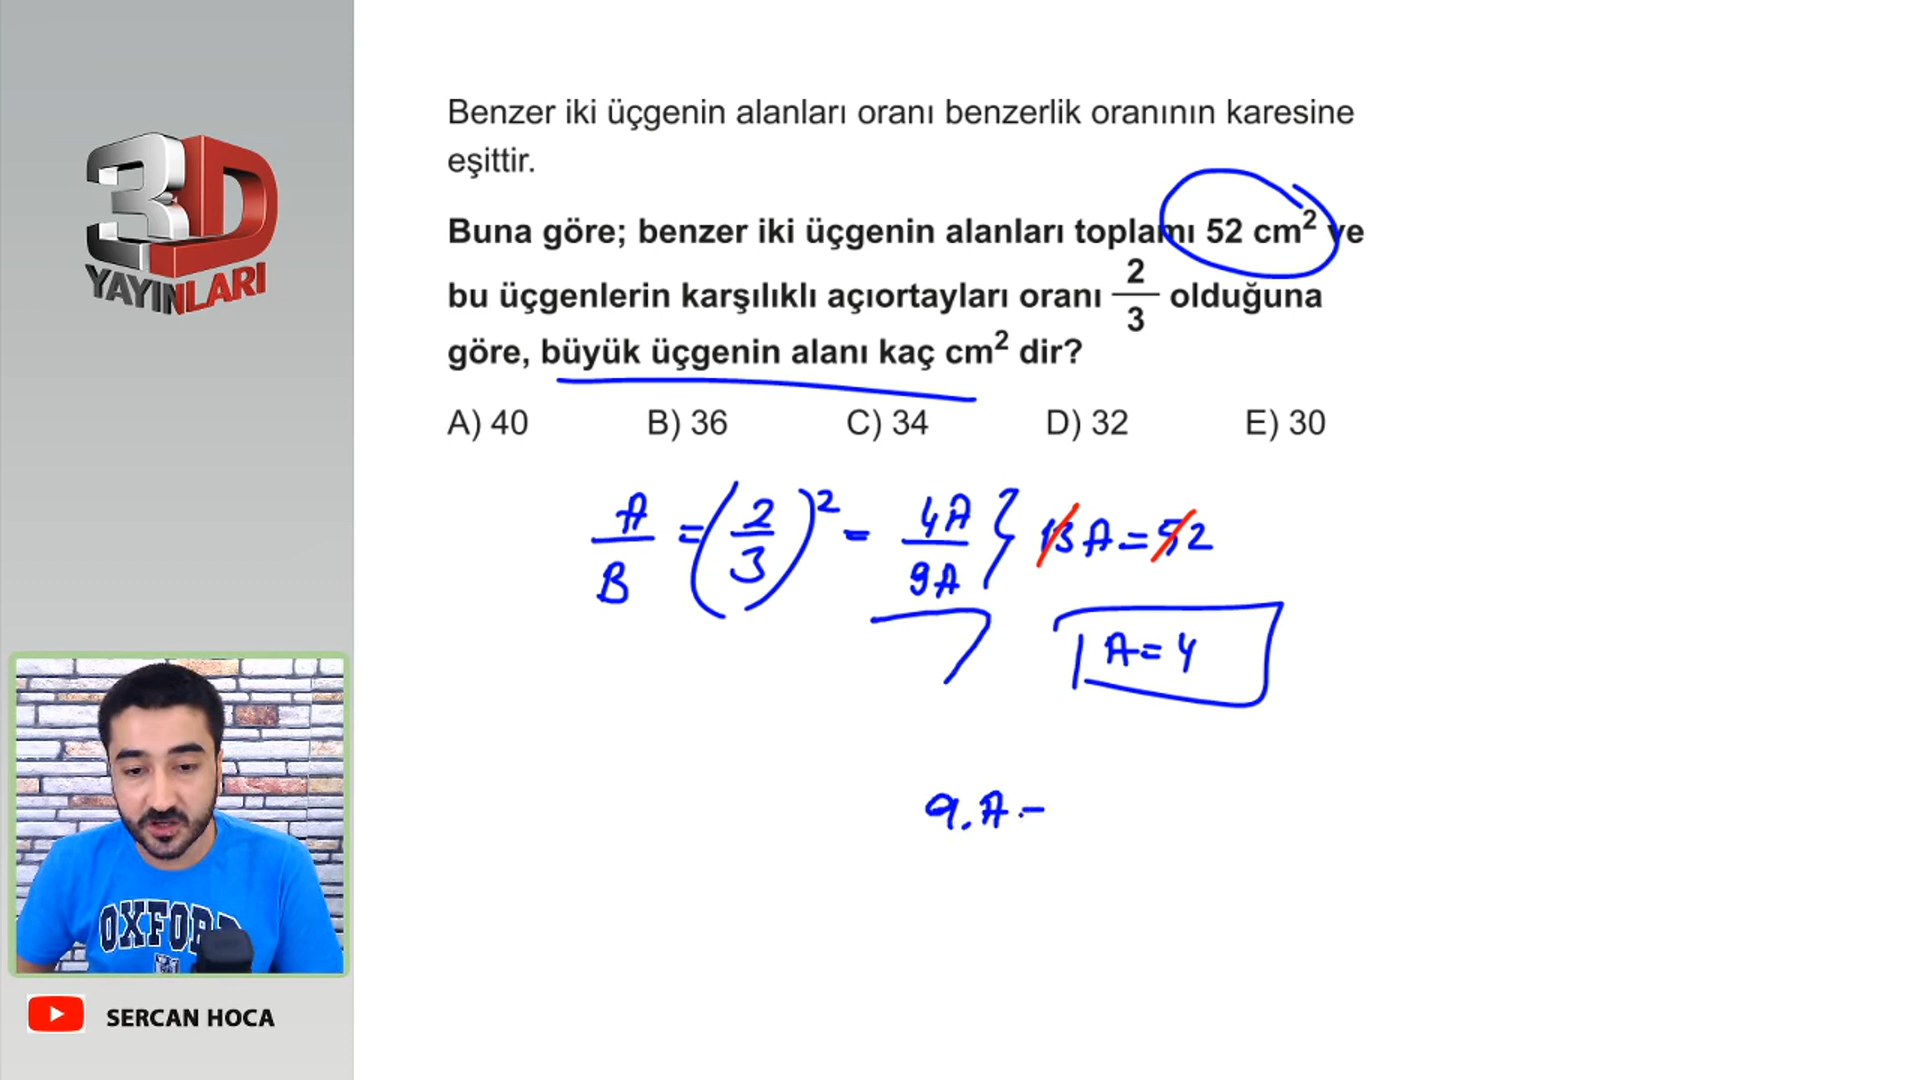 3D
YAYINLARI
Benzer iki üçgenin alanları oranı benzerlik oranının karesine
eşittir.
Buna göre; benzer iki üçgenin alanları toplamı 52 cm² ve
bu üçgenlerin karşılıklı açıortayları oranı 2/3 olduğuna
göre, büyük üçgenin alanı kaç cm² dir?
A) 40 B) 36 C) 34 D) 32 E) 30
A/B = (2/3)² = 4A/9A } 13A = 52
A = 4
9.A =
OXFORD
SERCAN HOCA